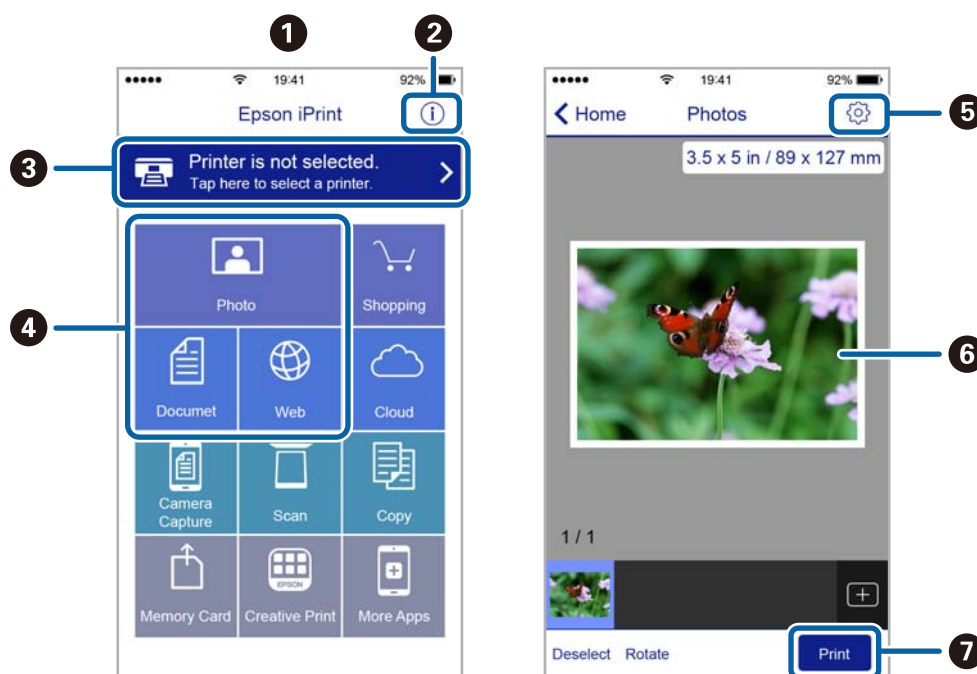 1
2
19:41
92%
Epson iPrint
3
Printer is not selected.
Tap here to select a printer.
4
Photo
Shopping
Documet
Web
Cloud
Camera
Capture
Scan
Copy
EPSON
Memory Card
Creative Print
More Apps
19:41
92%
Home
Photos
5
3.5 x 5 in / 89 x 127 mm
6
1 / 1
Deselect
Rotate
Print
7